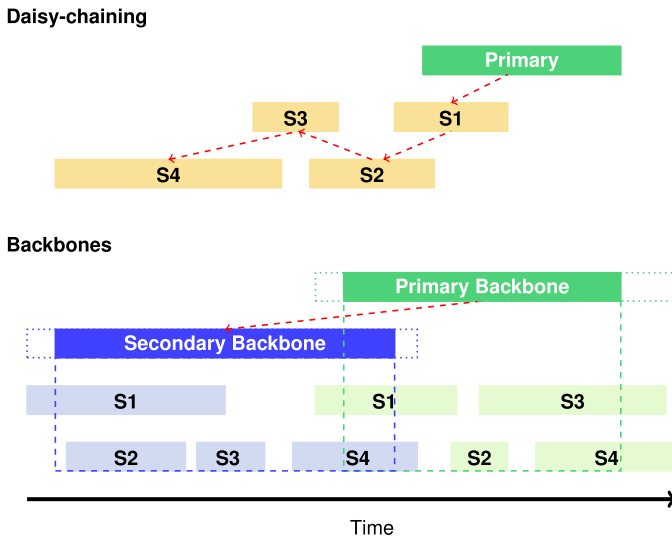 Daisy-chaining
Primary
S3
S1
S4
S2
Backbones
Primary Backbone
Secondary Backbone
S1
S1
S3
S2
S3
S4
S2
S4
Time